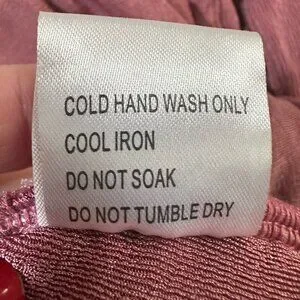 COLD HAND WASH ONLY
COOL IRON
DO NOT SOAK
DO NOT TUMBLE DRY